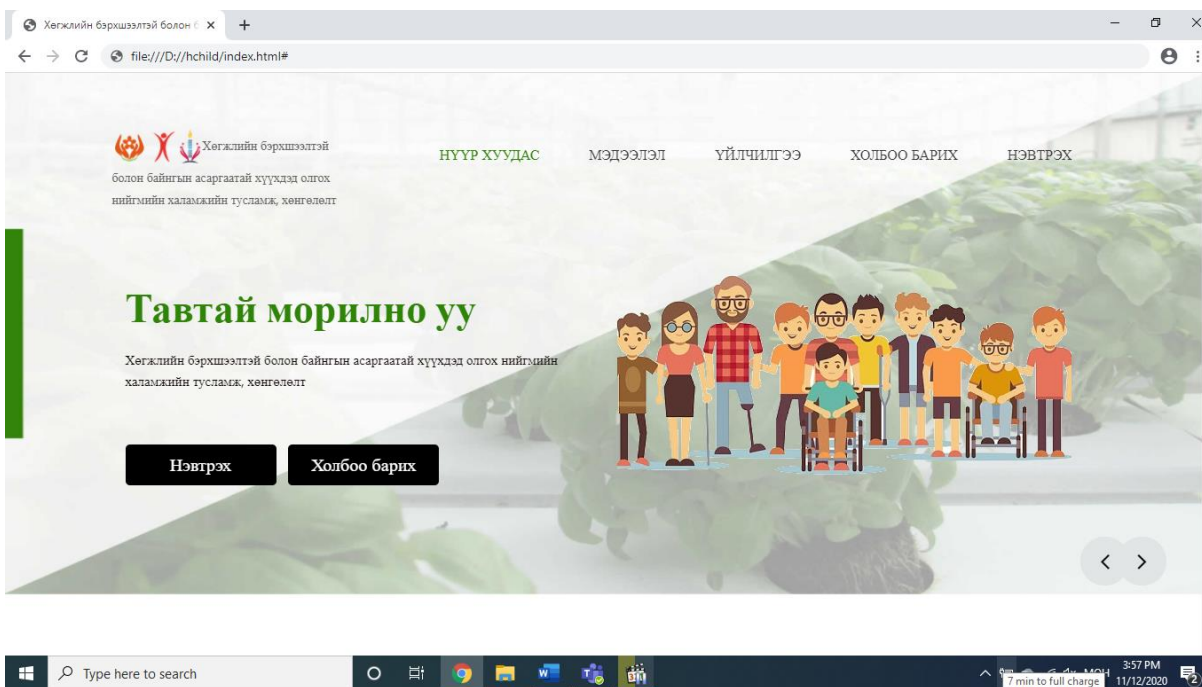 Хөгжлийн бэрхшээлтэй болон б
file:///D://hchild/index.html#
Хөгжлийн бэрхшээлтэй
болон байнгын асаргаатай хүүхдэд олгох
нийгмийн халамжийн тусламж, хөнгөлөлт
НҮҮР ХУУДАС МЭДЭЭЛЭЛ ҮЙЛЧИЛГЭЭ ХОЛБОО БАРИХ НЭВТРЭХ
Тавтай морилно уу
Хөгжлийн бэрхшээлтэй болон байнгын асаргаатай хүүхдэд олгох нийгмийн
халамжийн тусламж, хөнгөлөлт
Нэвтрэх Холбоо барих
Type here to search
7 min to full charge
3:57 PM
11/12/2020
2